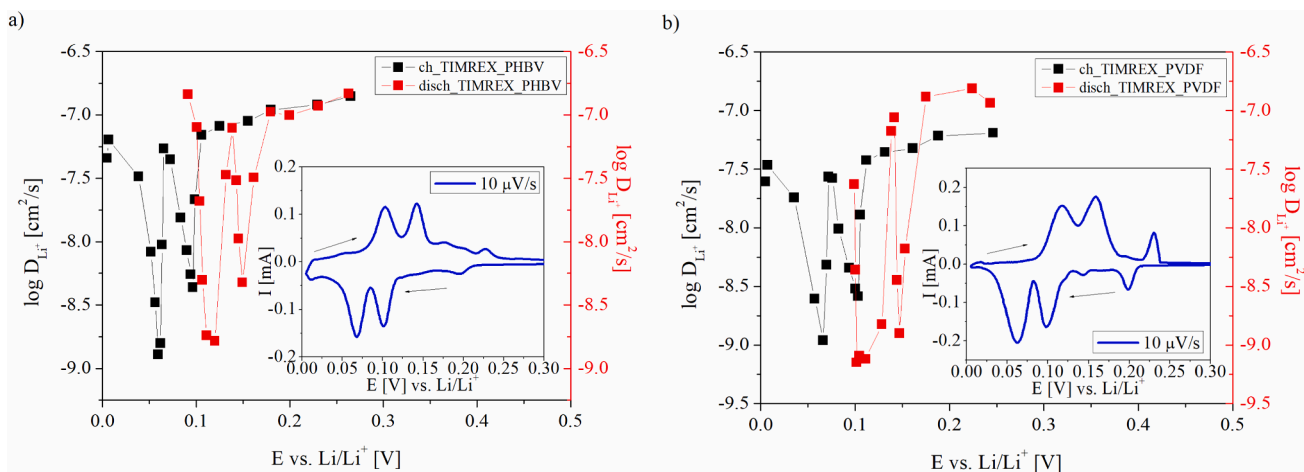 a)
-6.5
-7.0
-7.5
-8.0
-8.5
-9.0
log D Li+ [cm²/s]
0.0 0.1 0.2 0.3 0.4 0.5
E vs. Li/Li+ [V]
-6.5
-7.0
-7.5
-8.0
-8.5
-9.0
log D Li+ [cm²/s]
ch_TIMREX_PHBV
disch_TIMREX_PHBV
0.2
0.1
0.0
-0.1
-0.2
I [mA]
10 µV/s
0.00 0.05 0.10 0.15 0.20 0.25 0.30
E [V] vs. Li/Li+
b)
-6.5
-7.0
-7.5
-8.0
-8.5
-9.0
-9.5
log D Li+ [cm²/s]
0.0 0.1 0.2 0.3 0.4 0.5
E vs. Li/Li+ [V]
-6.5
-7.0
-7.5
-8.0
-8.5
-9.0
-9.5
log D Li+ [cm²/s]
ch_TIMREX_PVDF
disch_TIMREX_PVDF
0.2
0.1
0.0
-0.1
-0.2
I [mA]
10 µV/s
0.00 0.05 0.10 0.15 0.20 0.25 0.30
E [V] vs. Li/Li+